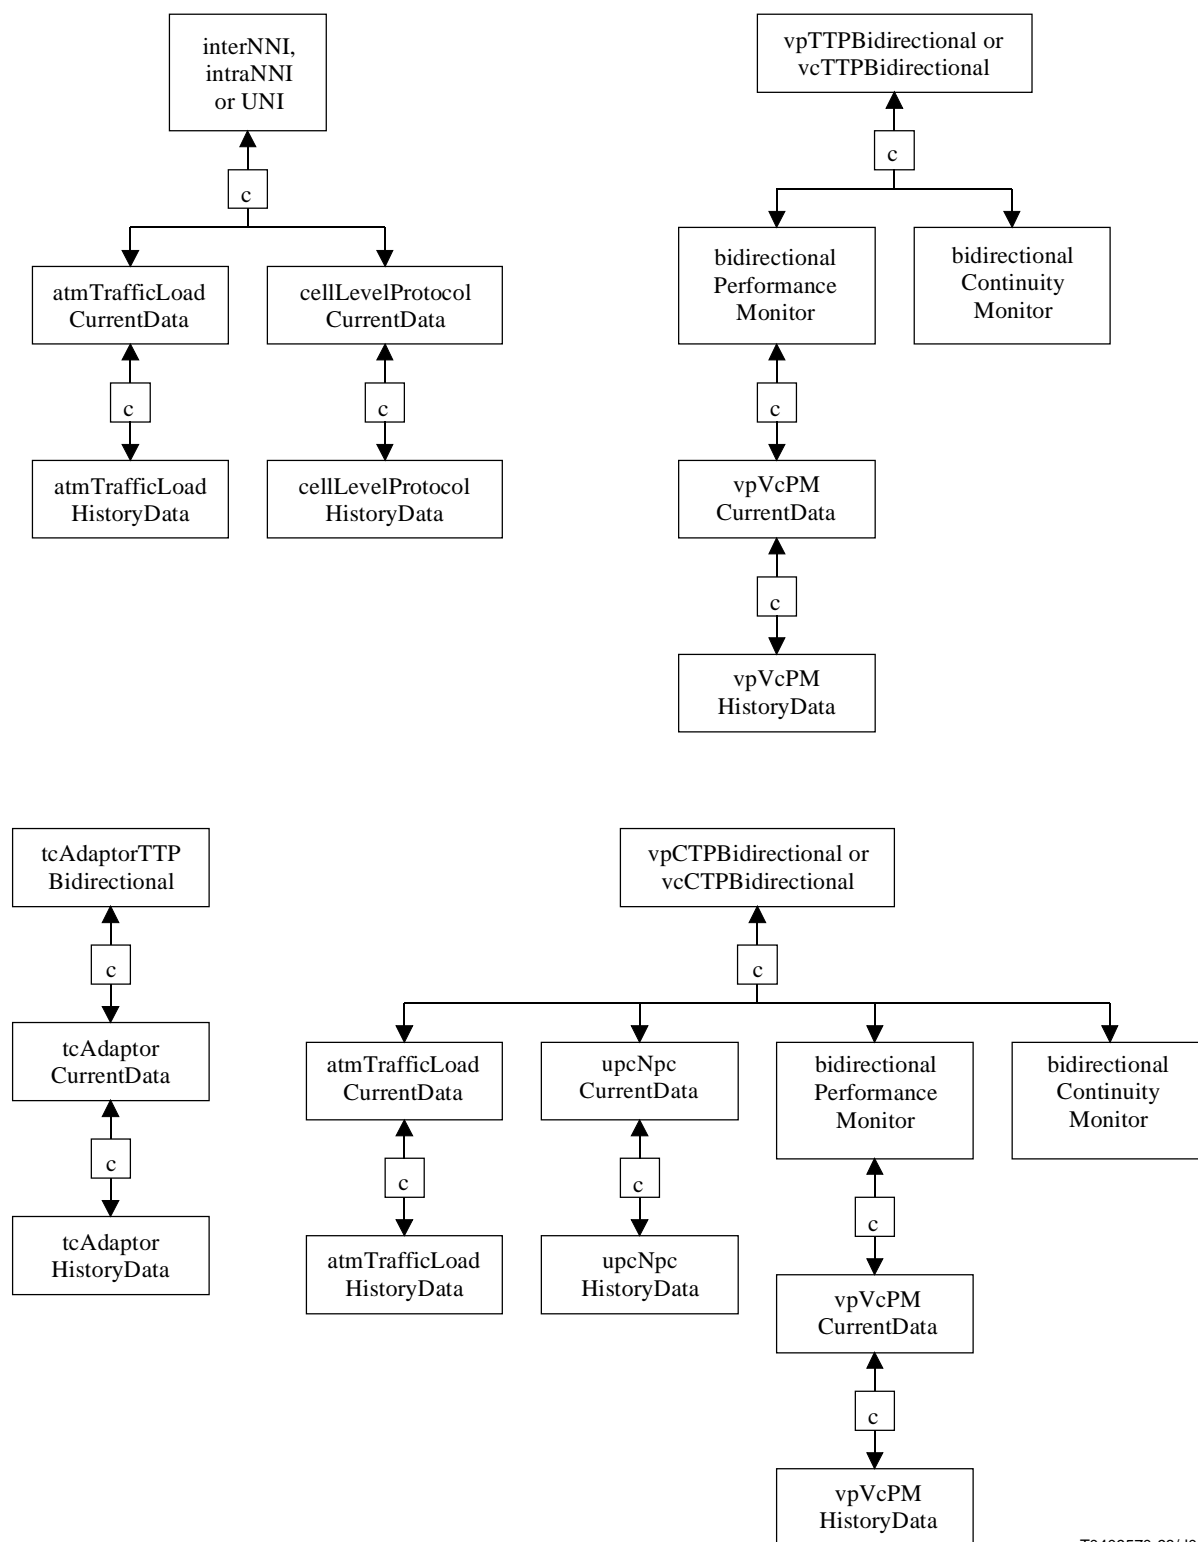 interNNI,
intraNNI
or UNI
c
atmTrafficLoad
CurrentData
cellLevelProtocol
CurrentData
c
c
atmTrafficLoad
HistoryData
cellLevelProtocol
HistoryData
vpTTPBidirectional or
vcTTPBidirectional
c
bidirectional
Performance
Monitor
bidirectional
Continuity
Monitor
c
vpVcPM
CurrentData
c
vpVcPM
HistoryData
tcAdaptorTTP
Bidirectional
c
tcAdaptor
CurrentData
c
tcAdaptor
HistoryData
vpCTPBidirectional or
vcCTPBidirectional
c
atmTrafficLoad
CurrentData
upcNpc
CurrentData
bidirectional
Performance
Monitor
bidirectional
Continuity
Monitor
c
c
c
atmTrafficLoad
HistoryData
upcNpc
HistoryData
vpVcPM
CurrentData
c
vpVcPM
HistoryData